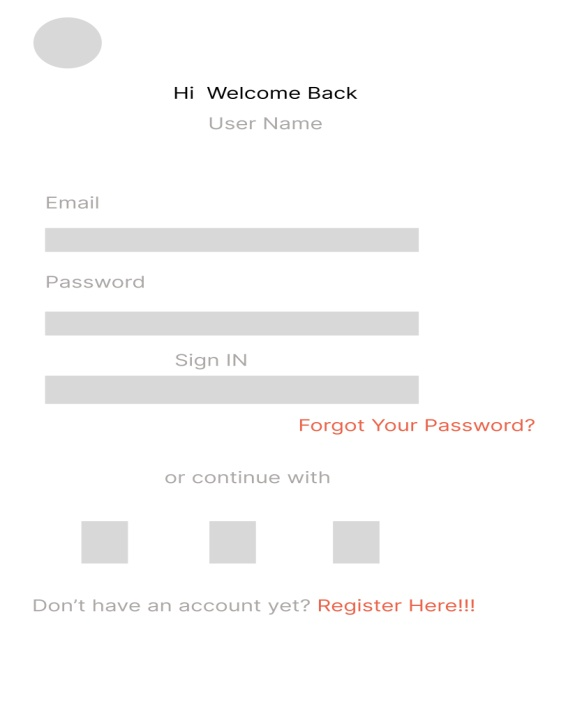 Hi  Welcome Back
User Name
Email
Password
Sign IN
Forgot Your Password?
or continue with
Don’t have an account yet? Register Here!!!